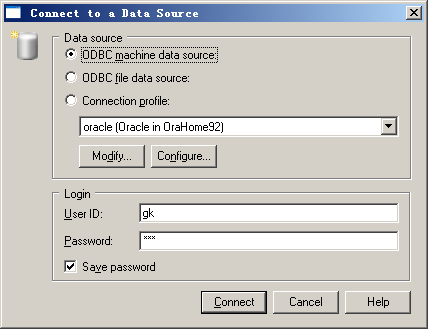 Connect to a Data Source
Data source
ODBC machine data source:
ODBC file data source:
Connection profile:
oracle (Oracle in OraHome92)
Modify...
Configure...
Login
User ID:
gk
Password:
***
Save password
Connect
Cancel
Help